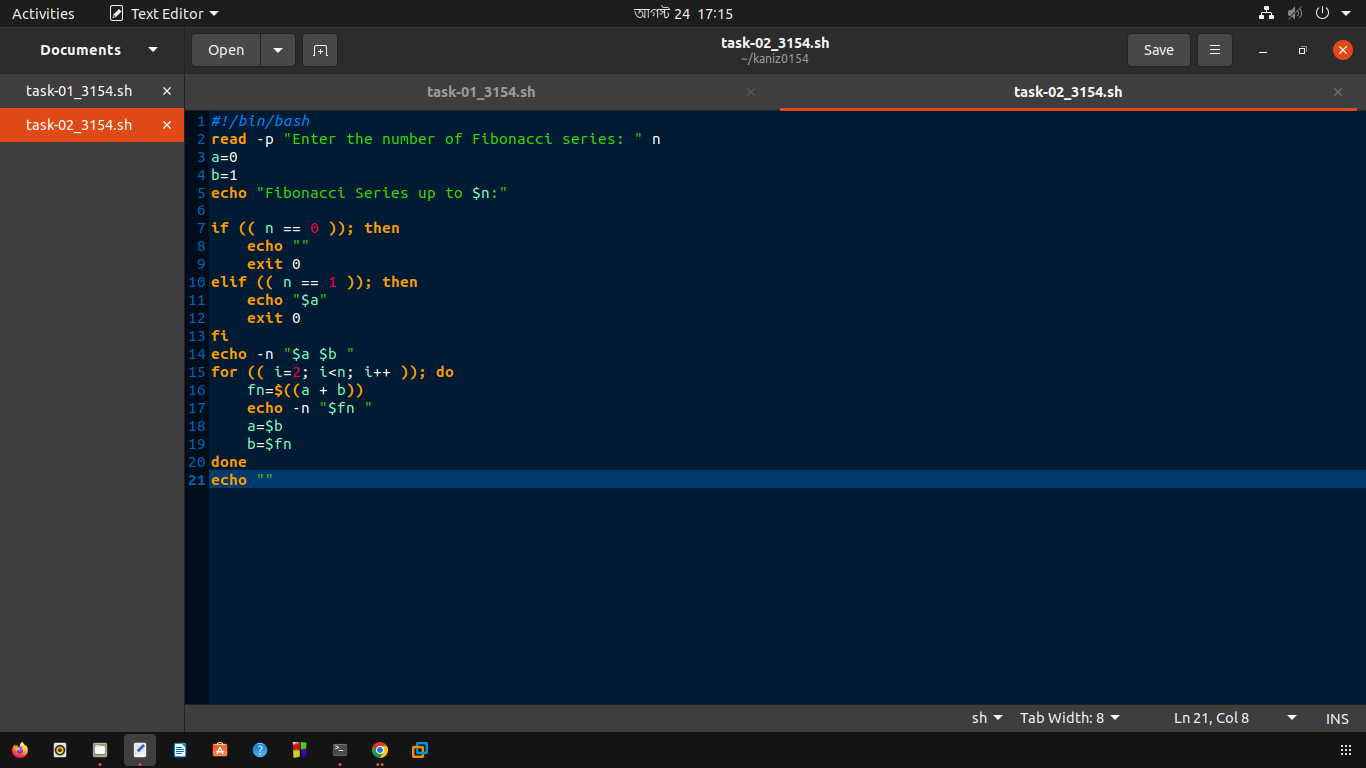 Activities Text Editor আগস্ট 24 17:15
Documents Open task-02_3154.sh Save
~/kaniz0154
task-01_3154.sh task-01_3154.sh task-02_3154.sh
task-02_3154.sh
1 #!/bin/bash
2 read -p "Enter the number of Fibonacci series: " n
3 a=0
4 b=1
5 echo "Fibonacci Series up to $n:"
6
7 if (( n == 0 )); then
8     echo ""
9     exit 0
10 elif (( n == 1 )); then
11     echo "$a"
12     exit 0
13 fi
14 echo -n "$a $b "
15 for (( i=2; i<n; i++ )); do
16     fn=$((a + b))
17     echo -n "$fn "
18     a=$b
19     b=$fn
20 done
21 echo ""
sh Tab Width: 8 Ln 21, Col 8 INS